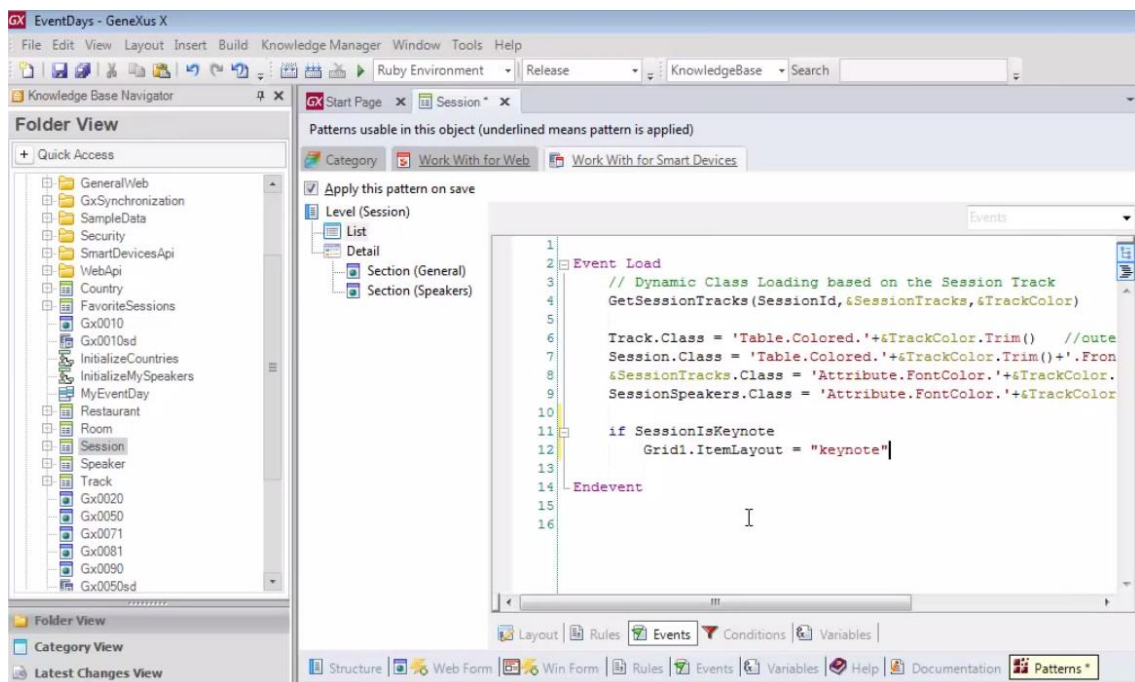 GX EventDays - GeneXus X
File Edit View Layout Insert Build Knowledge Manager Window Tools Help
Ruby Environment Release KnowledgeBase Search
Knowledge Base Navigator
Folder View
+ Quick Access
GeneralWeb
GxSynchronization
SampleData
Security
SmartDevicesApi
WebApi
Country
FavoriteSessions
Gx0010
Gx0010sd
InitializeCountries
InitializeMySpeakers
MyEventDay
Restaurant
Room
Session
Speaker
Track
Gx0020
Gx0050
Gx0071
Gx0081
Gx0090
Gx0050sd
Folder View
Category View
Latest Changes View
GX Start Page Session *
Patterns usable in this object (underlined means pattern is applied)
Category Work With for Web Work With for Smart Devices
Apply this pattern on save
Level (Session)
List
Detail
Section (General)
Section (Speakers)
Events
1
2 Event Load
3 // Dynamic Class Loading based on the Session Track
4 GetSessionTracks(SessionId,&SessionTracks,&TrackColor)
5
6 Track.Class = 'Table.Colored.'+&TrackColor.Trim() //oute
7 Session.Class = 'Table.Colored.'+&TrackColor.Trim()+'.Fron
8 &SessionTracks.Class = 'Attribute.FontColor.'+&TrackColor.
9 SessionSpeakers.Class = 'Attribute.FontColor.'+&TrackColor
10
11 if SessionIsKeynote
12 Grid1.ItemLayout = "keynote"
13
14 Endevent
15
16
Layout Rules Events Conditions Variables
Structure Web Form Win Form Rules Events Variables Help Documentation Patterns *